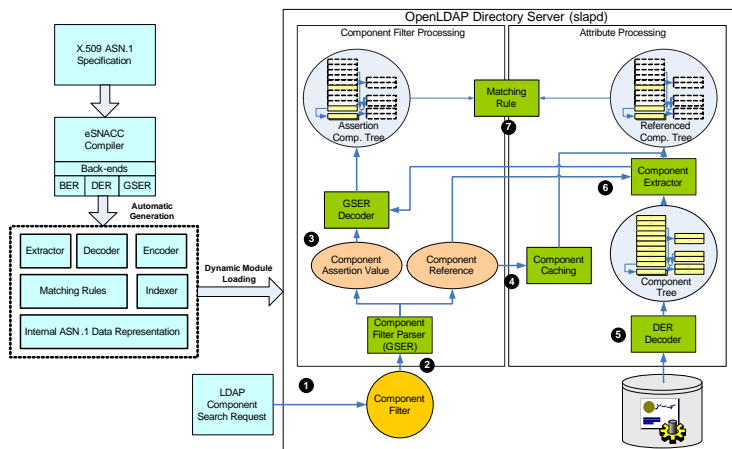 OpenLDAP Directory Server (slapd)
Component Filter Processing
Attribute Processing
X.509 ASN.1
Specification
eSNACC
Compiler
Back-ends
BER
DER
GSER
Automatic
Generation
Extractor
Decoder
Encoder
Matching Rules
Indexer
Internal ASN.1 Data Representation
Dynamic Module
Loading
Assertion
Comp. Tree
Matching
Rule
7
Referenced
Comp. Tree
GSER
Decoder
3
Component
Extractor
6
Component
Assertion Value
Component
Reference
4
Component
Caching
Component
Tree
Component
Filter Parser
(GSER)
2
5
DER
Decoder
LDAP
Component
Search Request
1
Component
Filter